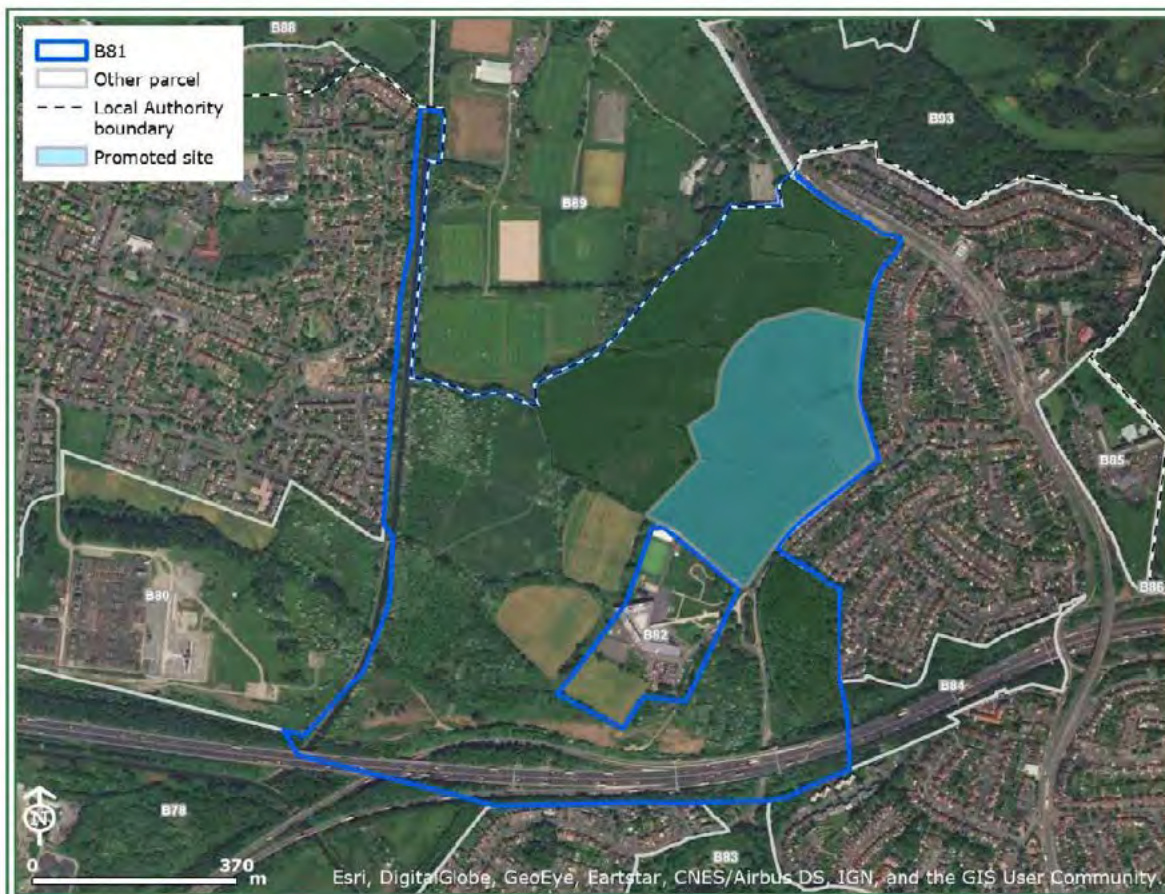 B81
Other parcel
Local Authority
boundary
Promoted site
B88
B93
B89
B85
B86
B80
B82
B84
B78
B83
N
0 370
m
Esri, DigitalGlobe, GeoEye, Eartstar, CNES/Airbus DS, IGN, and the GIS User Community.